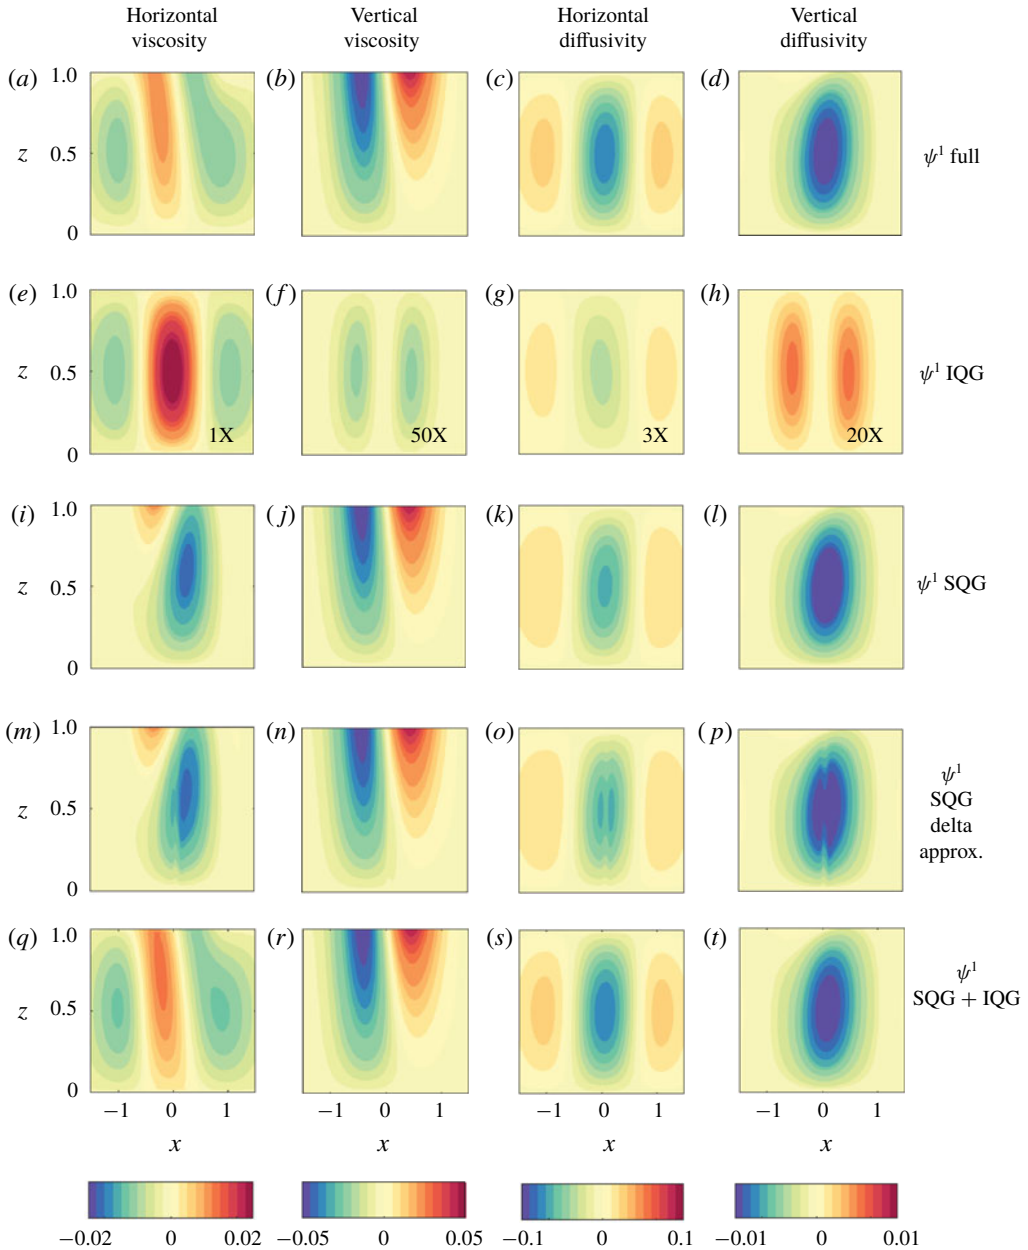 Horizontal viscosity
Vertical viscosity
Horizontal diffusivity
Vertical diffusivity
(a) 1.0 (b) (c) (d)
z 0.5 ψ¹ full
0
(e) 1.0 (f) (g) (h)
z 0.5 ψ¹ IQG
1X 50X 3X 20X
0
(i) 1.0 (j) (k) (l)
z 0.5 ψ¹ SQG
0
(m) 1.0 (n) (o) (p)
z 0.5
ψ¹
SQG
delta
approx.
0
(q) 1.0 (r) (s) (t)
z 0.5
ψ¹
SQG + IQG
0
−1 0 1 −1 0 1 −1 0 1 −1 0 1
x x x x
−0.02 0 0.02 −0.05 0 0.05 −0.1 0 0.1 −0.01 0 0.01